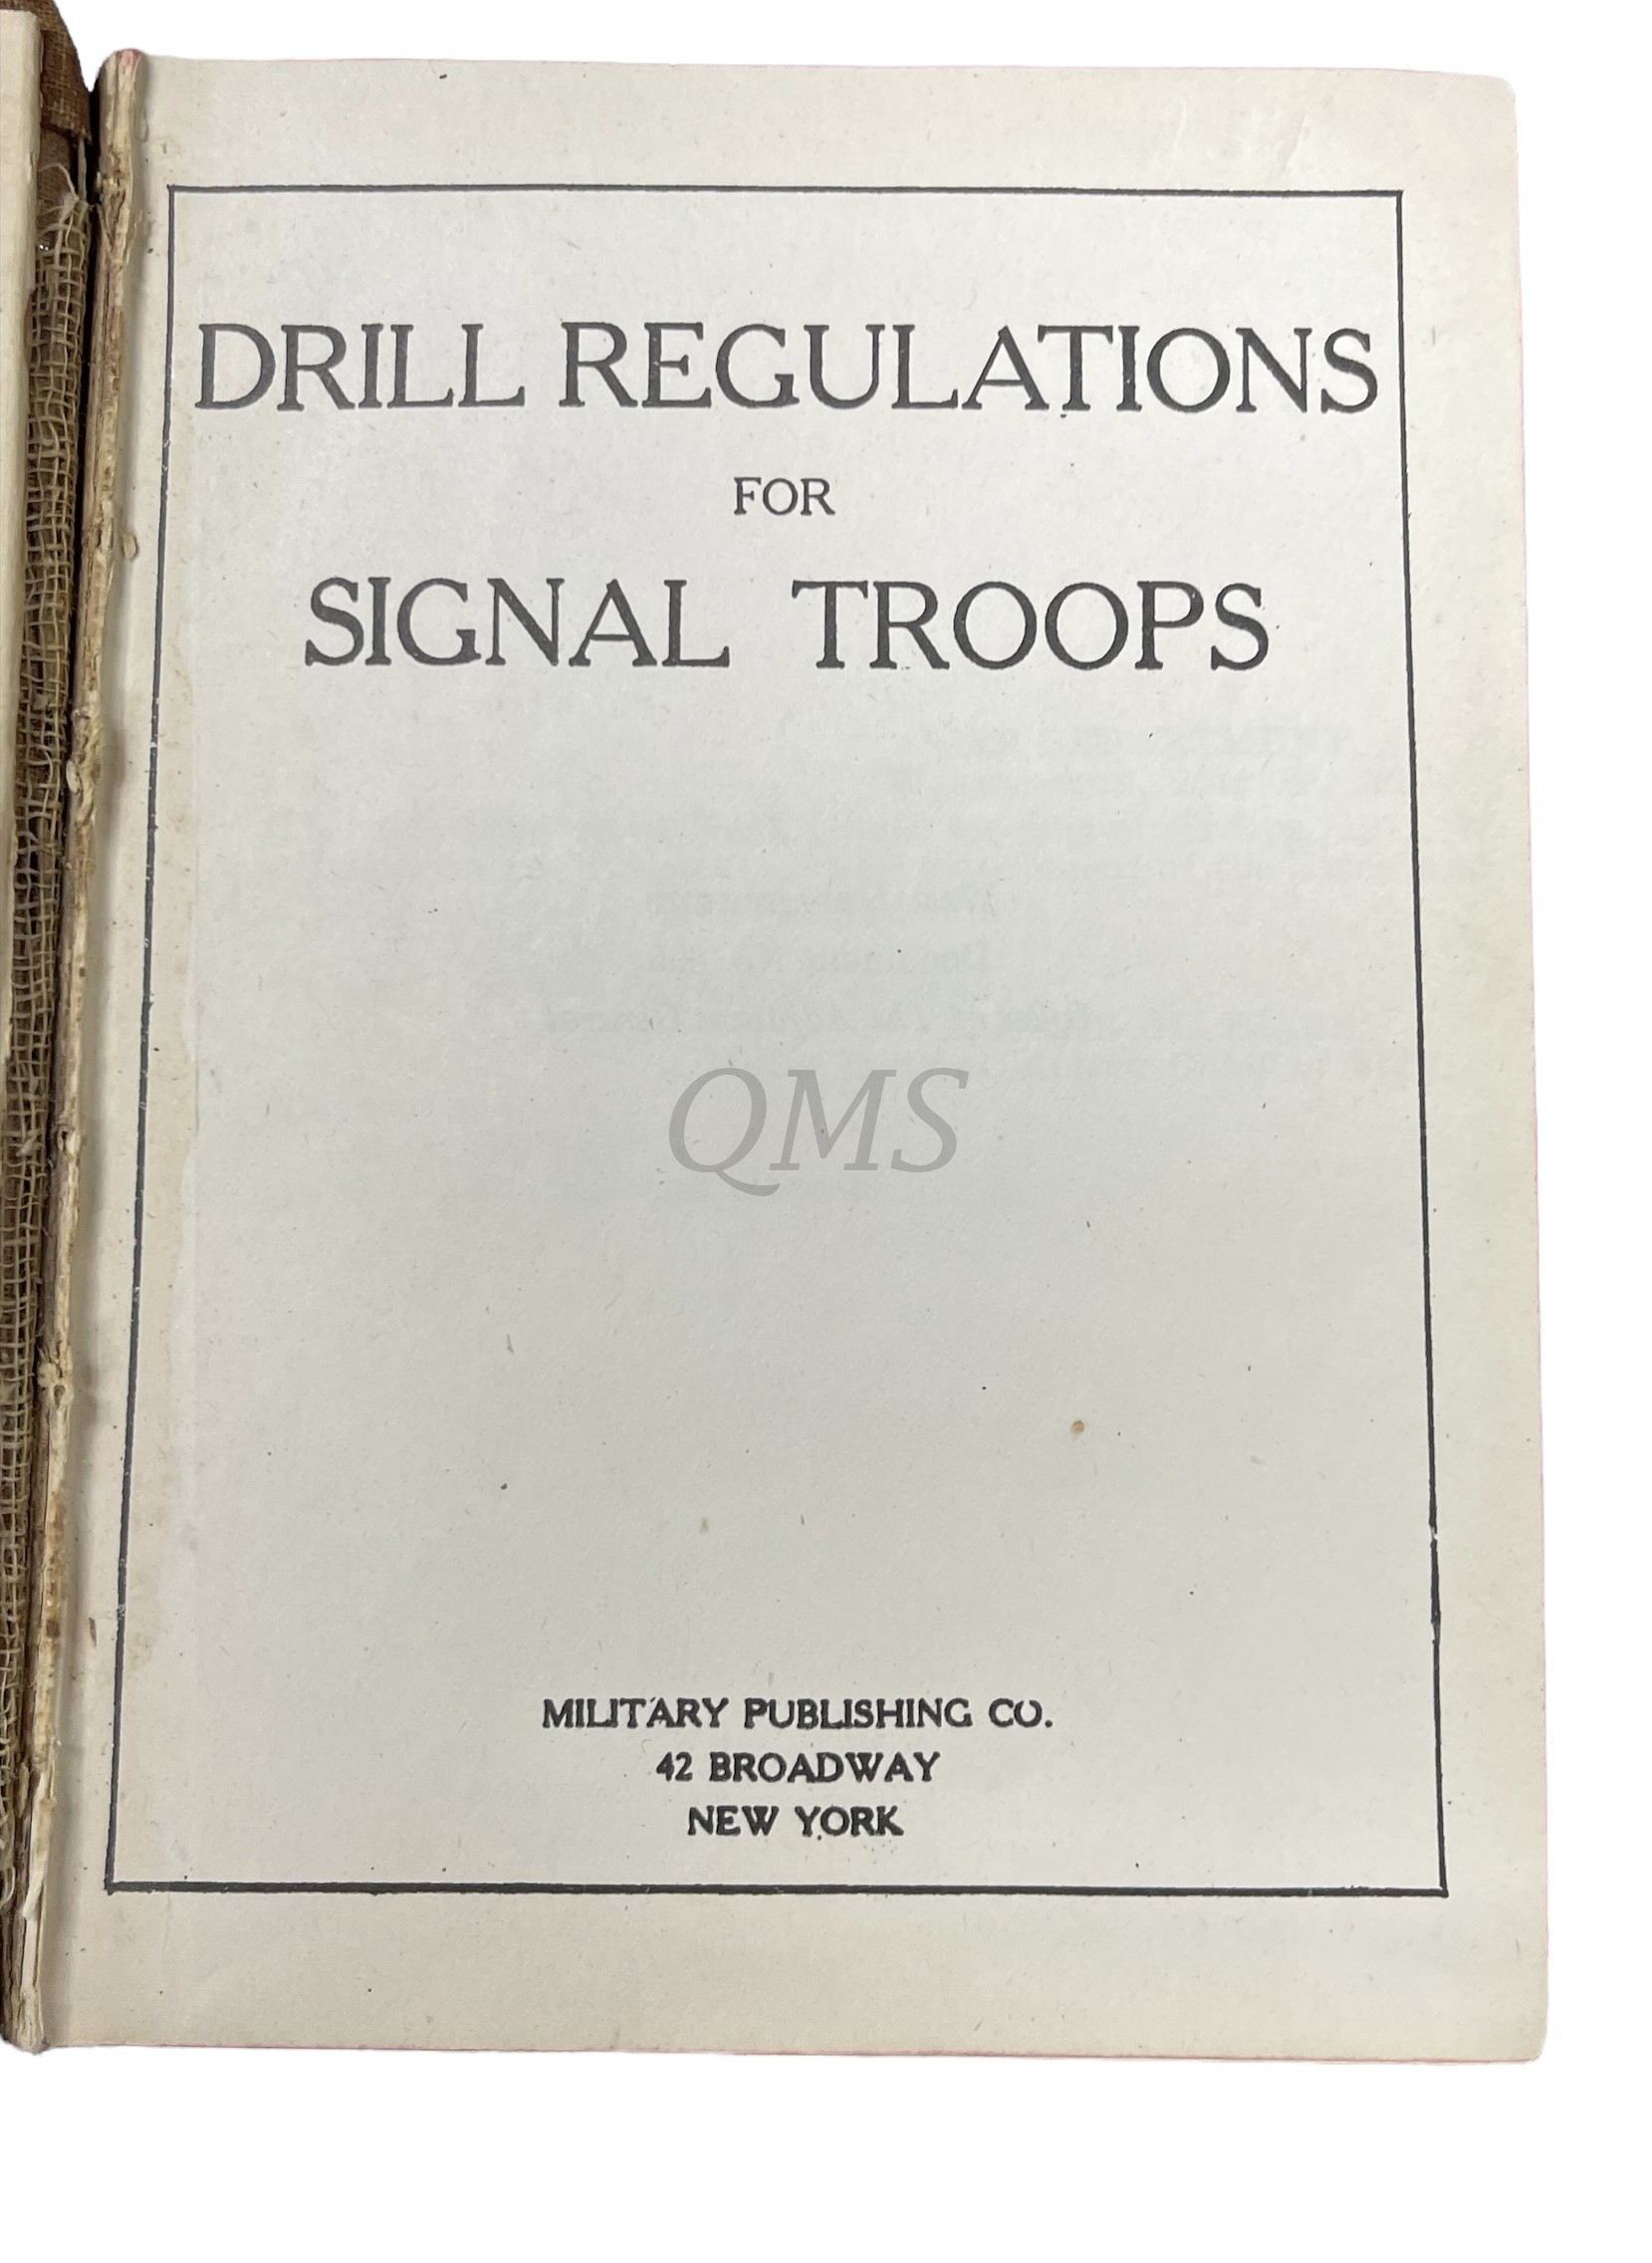 DRILL REGULATIONS
FOR
SIGNAL TROOPS
QMS
MILITARY PUBLISHING CO.
42 BROADWAY
NEW YORK